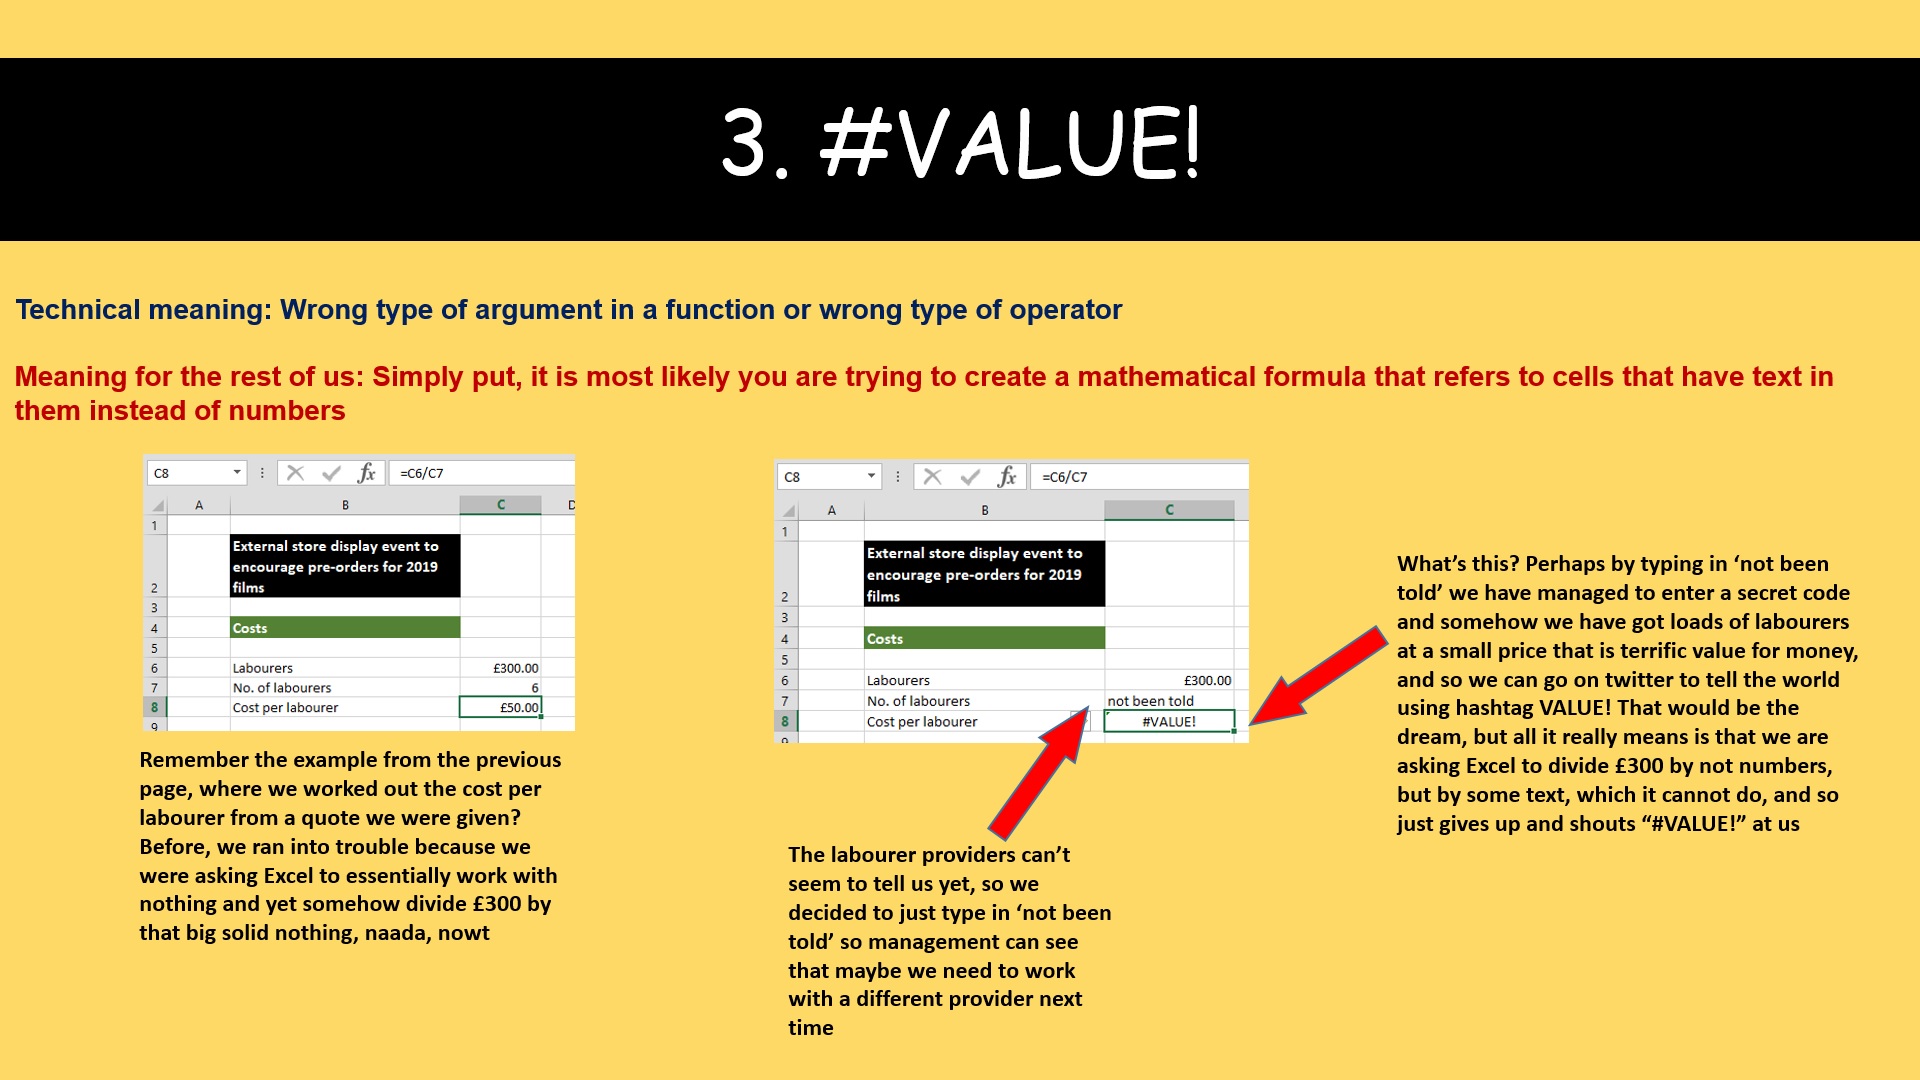 3. #VALUE!
Technical meaning: Wrong type of argument in a function or wrong type of operator
Meaning for the rest of us: Simply put, it is most likely you are trying to create a mathematical formula that refers to cells that have text in
them instead of numbers
C8 fx =C6/C7
A B C D
1
2 External store display event to
encourage pre-orders for 2019
films
3
4 Costs
5
6 Labourers £300.00
7 No. of labourers 6
8 Cost per labourer £50.00
9
Remember the example from the previous
page, where we worked out the cost per
labourer from a quote we were given?
Before, we ran into trouble because we
were asking Excel to essentially work with
nothing and yet somehow divide £300 by
that big solid nothing, naada, nowt
C8 fx =C6/C7
A B C
1
2 External store display event to
encourage pre-orders for 2019
films
3
4 Costs
5
6 Labourers £300.00
7 No. of labourers not been told
8 Cost per labourer #VALUE!
9
The labourer providers can’t
seem to tell us yet, so we
decided to just type in ‘not been
told’ so management can see
that maybe we need to work
with a different provider next
time
What’s this? Perhaps by typing in ‘not been
told’ we have managed to enter a secret code
and somehow we have got loads of labourers
at a small price that is terrific value for money,
and so we can go on twitter to tell the world
using hashtag VALUE! That would be the
dream, but all it really means is that we are
asking Excel to divide £300 by not numbers,
but by some text, which it cannot do, and so
just gives up and shouts “#VALUE!” at us